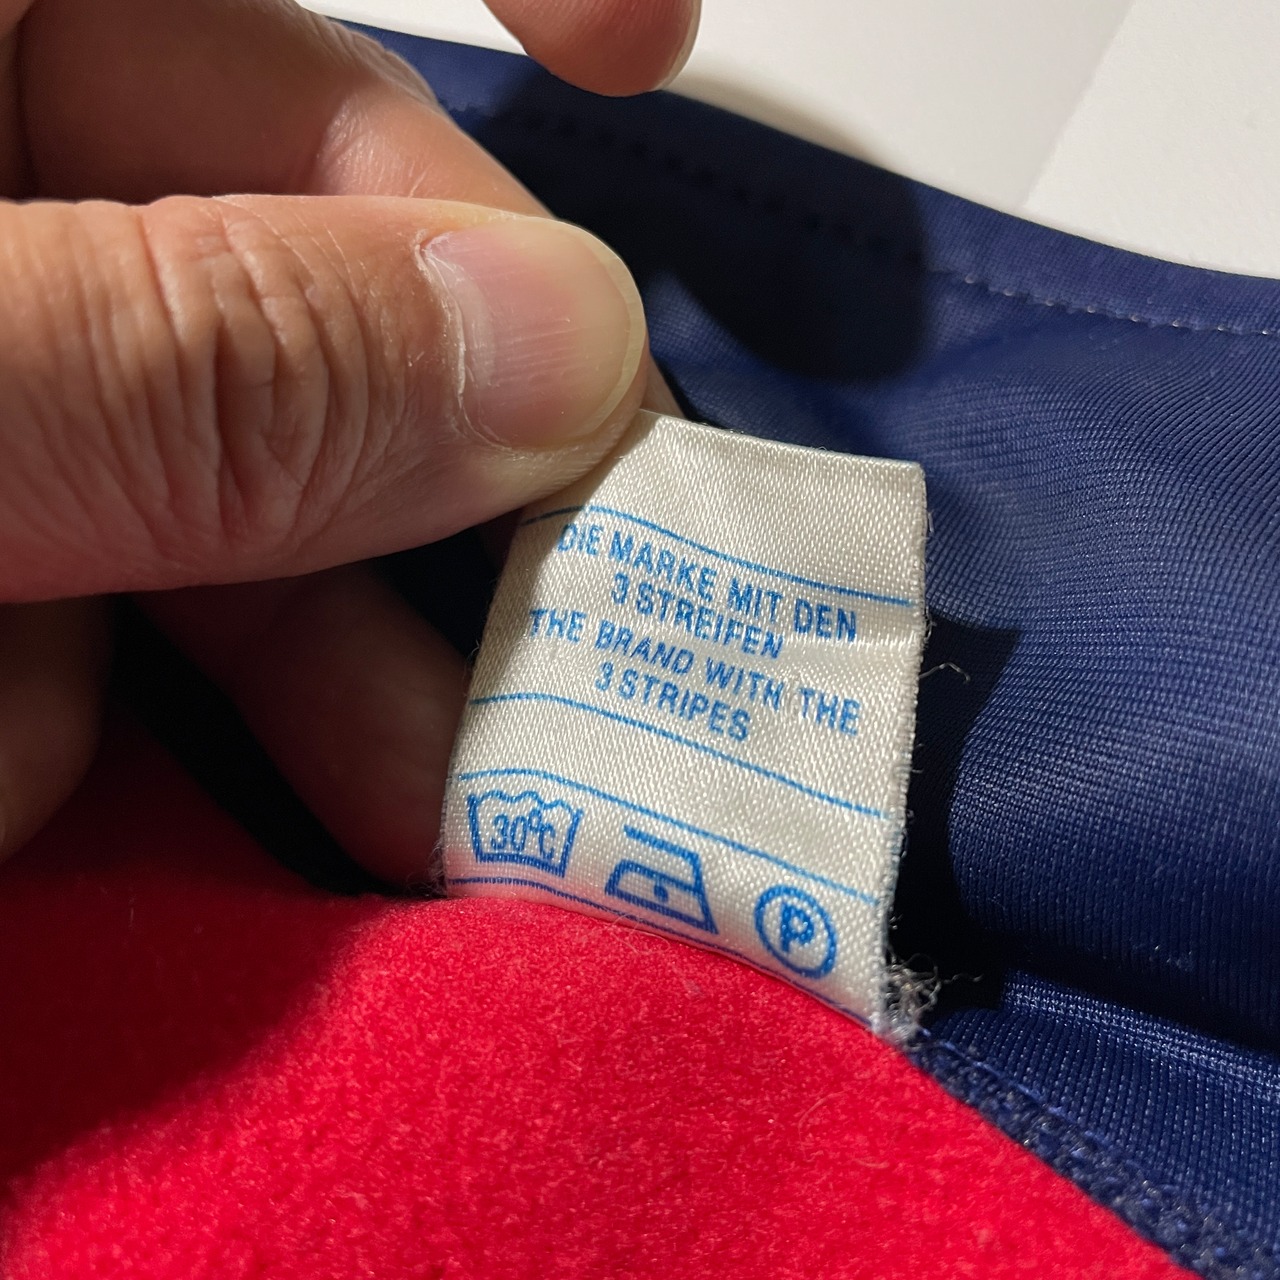 DIE MARKE MIT DEN
3 STREIFEN
THE BRAND WITH THE
3 STRIPES
30°C
P